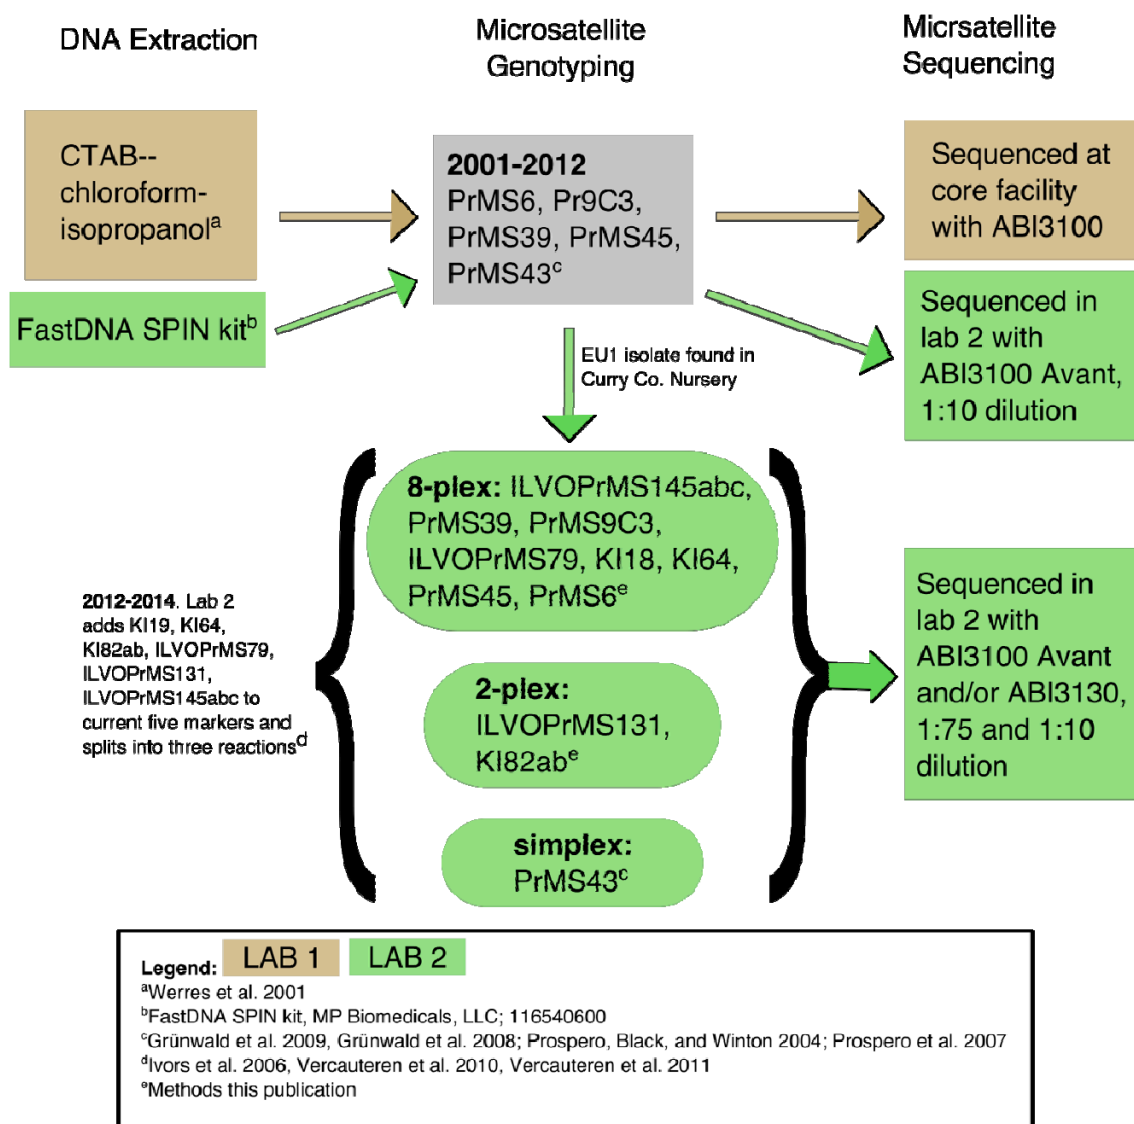 DNA Extraction
Microsatellite
Genotyping
Micrsatellite
Sequencing
CTAB--
chloroform-
isopropanolᵃ
FastDNA SPIN kitᵇ
2001-2012
PrMS6, Pr9C3,
PrMS39, PrMS45,
PrMS43ᶜ
Sequenced at
core facility
with ABI3100
Sequenced in
lab 2 with
ABI3100 Avant,
1:10 dilution
EU1 isolate found in
Curry Co. Nursery
2012-2014. Lab 2
adds KI19, KI64,
KI82ab, ILVOPrMS79,
ILVOPrMS131,
ILVOPrMS145abc to
current five markers and
splits into three reactionsᵈ
8-plex: ILVOPrMS145abc,
PrMS39, PrMS9C3,
ILVOPrMS79, KI18, KI64,
PrMS45, PrMS6ᵉ
2-plex:
ILVOPrMS131,
KI82abᵉ
simplex:
PrMS43ᶜ
Sequenced in
lab 2 with
ABI3100 Avant
and/or ABI3130,
1:75 and 1:10
dilution
Legend: LAB 1 LAB 2
ᵃWerres et al. 2001
ᵇFastDNA SPIN kit, MP Biomedicals, LLC; 116540600
ᶜGrünwald et al. 2009, Grünwald et al. 2008; Prospero, Black, and Winton 2004; Prospero et al. 2007
ᵈIvors et al. 2006, Vercauteren et al. 2010, Vercauteren et al. 2011
ᵉMethods this publication